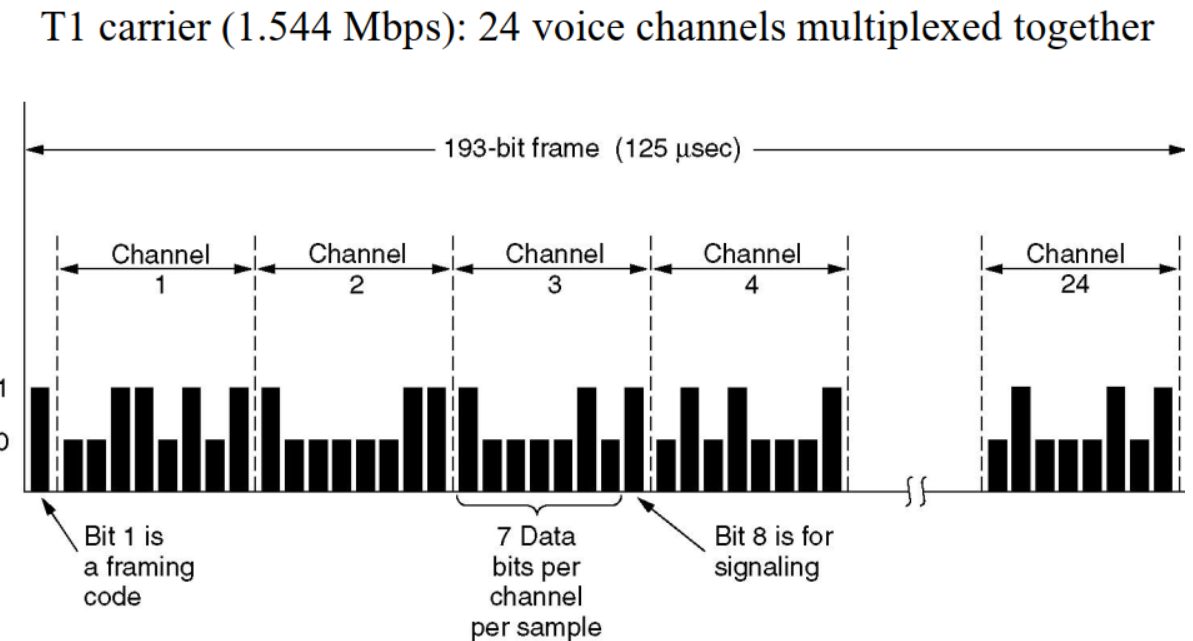 T1 carrier (1.544 Mbps): 24 voice channels multiplexed together
193-bit frame (125 μsec)
Channel
1
Channel
2
Channel
3
Channel
4
Channel
24
1
0
Bit 1 is
a framing
code
7 Data
bits per
channel
per sample
Bit 8 is for
signaling